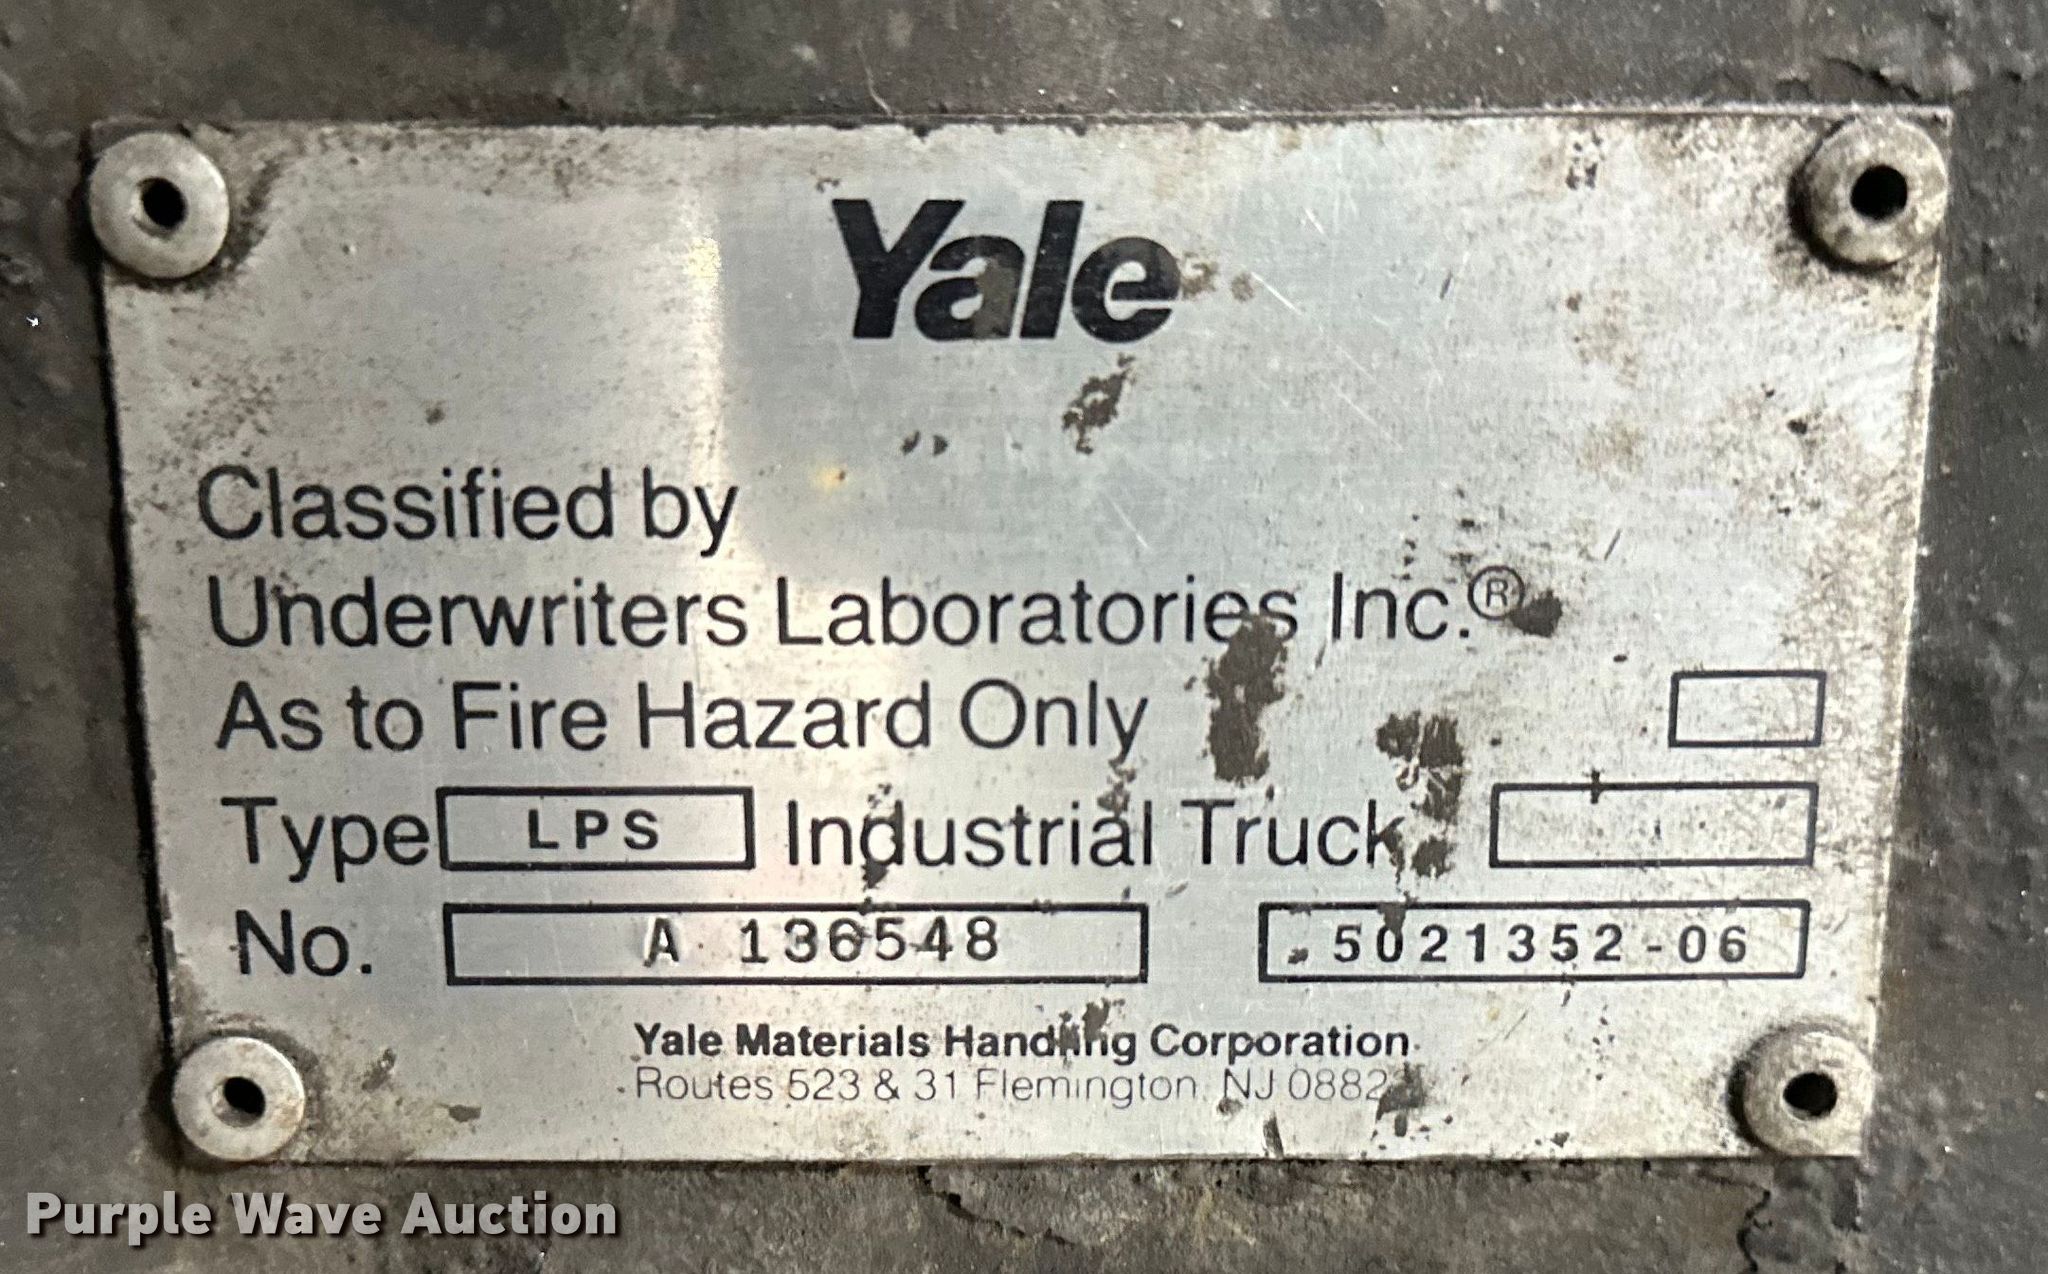 Yale
Classified by
Underwriters Laboratories Inc.®
As to Fire Hazard Only
Type LPS Industrial Truck
No. A 136548 5021352-06
Yale Materials Handling Corporation
Routes 523 & 31 Flemington, NJ
Purple Wave Auction